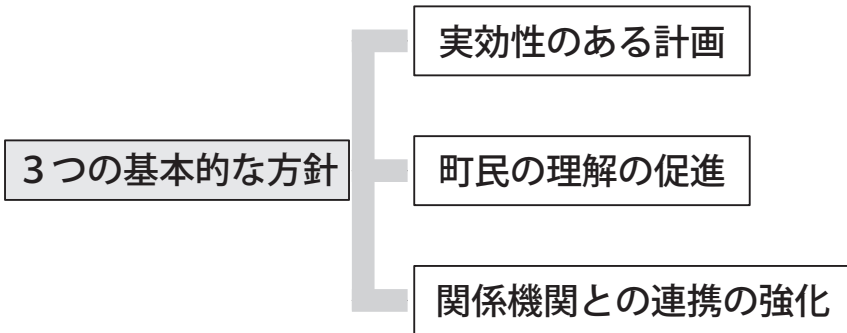 ３つの基本的な方針
実効性のある計画
町民の理解の促進
関係機関との連携の強化